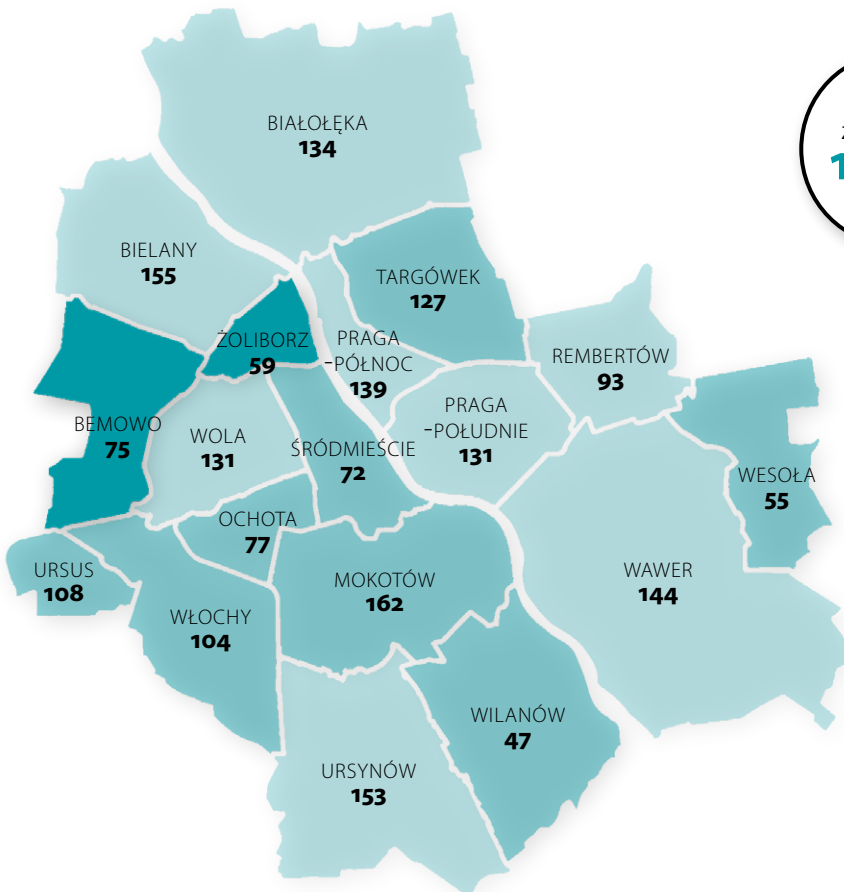 BIAŁOŁĘKA
134
BIELANY
155
TARGÓWEK
127
ŻOLIBORZ
59
PRAGA
-PÓŁNOC
139
REMBERTÓW
93
BEMOWO
75
WOLA
131
ŚRÓDMIEŚCIE
72
PRAGA
-POŁUDNIE
131
WESOŁA
55
OCHOTA
77
URSUS
108
WŁOCHY
104
MOKOTÓW
162
WAWER
144
WILANÓW
47
URSYNÓW
153